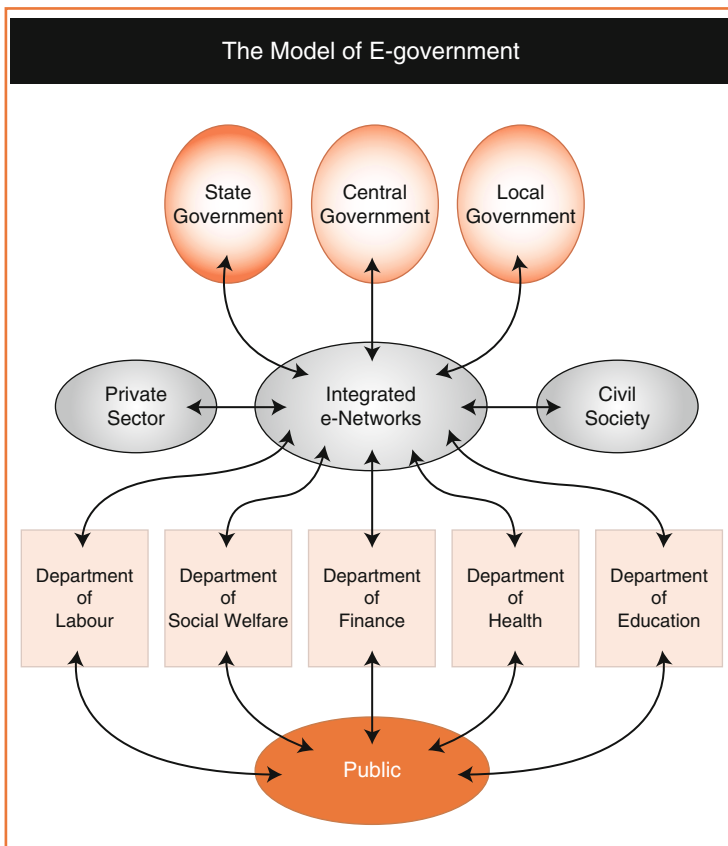 The Model of E-government
State
Government
Central
Government
Local
Government
Private
Sector
Integrated
e-Networks
Civil
Society
Department
of
Labour
Department
of
Social Welfare
Department
of
Finance
Department
of
Health
Department
of
Education
Public